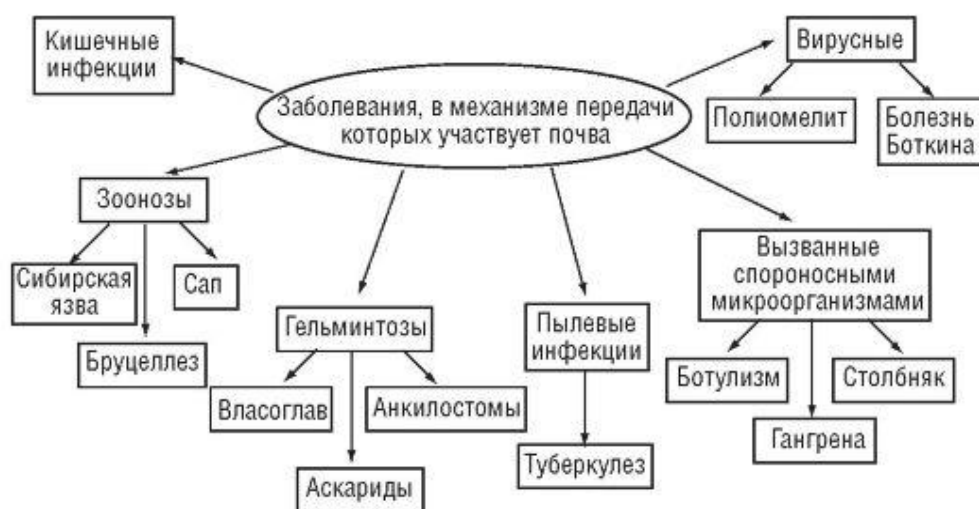 Кишечные
инфекции
Вирусные
Заболевания, в механизме передачи
которых участвует почва
Полиомелит
Болезнь
Боткина
Зоонозы
Сибирская
язва
Сап
Бруцеллез
Гельминтозы
Власоглав
Анкилостомы
Аскариды
Пылевые
инфекции
Туберкулез
Вызванные
спороносными
микроорганизмами
Ботулизм
Столбняк
Гангрена